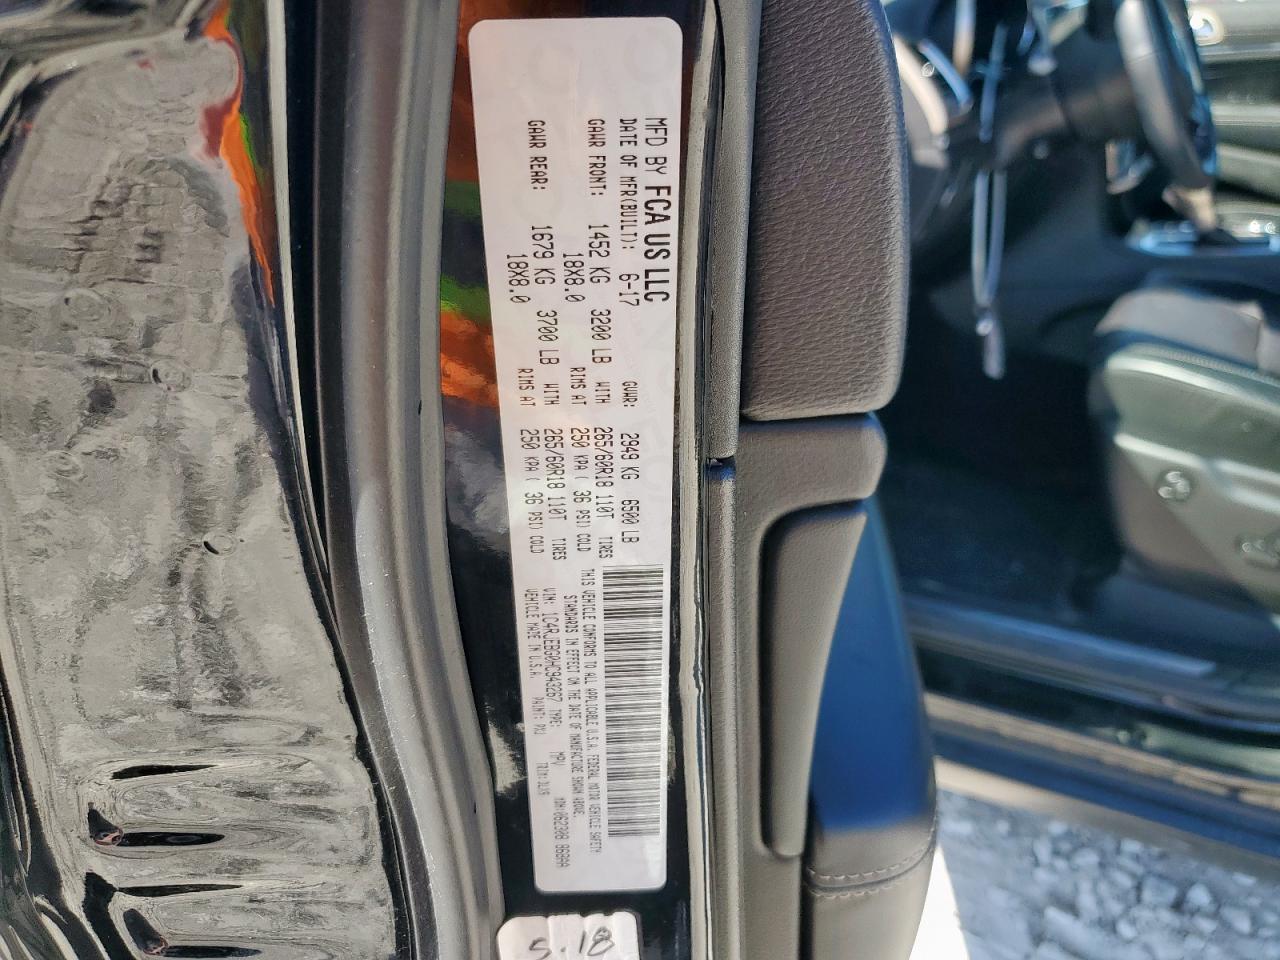 MFD BY FCA US LLC
DATE OF MFR(BUILT): 6-17 GVWR: 2949 KG 6500 LB
GAWR FRONT: 1452 KG 3200 LB WITH 265/60R18 110T TIRES
18X8.0 RIMS AT 250 KPA ( 36 PSI) COLD
GAWR REAR: 1679 KG 3700 LB WITH 265/60R18 110T TIRES
18X8.0 RIMS AT 250 KPA ( 36 PSI) COLD
THIS VEHICLE CONFORMS TO ALL APPLICABLE U.S.A. FEDERAL MOTOR VEHICLE SAFETY
STANDARDS IN EFFECT ON THE DATE OF MANUFACTURE SHOWN ABOVE.
VIN: 1C4RJEBG0HC943267 TYPE: MPV
VEHICLE MADE IN U.S.A. PAINT: PXJ
5.18